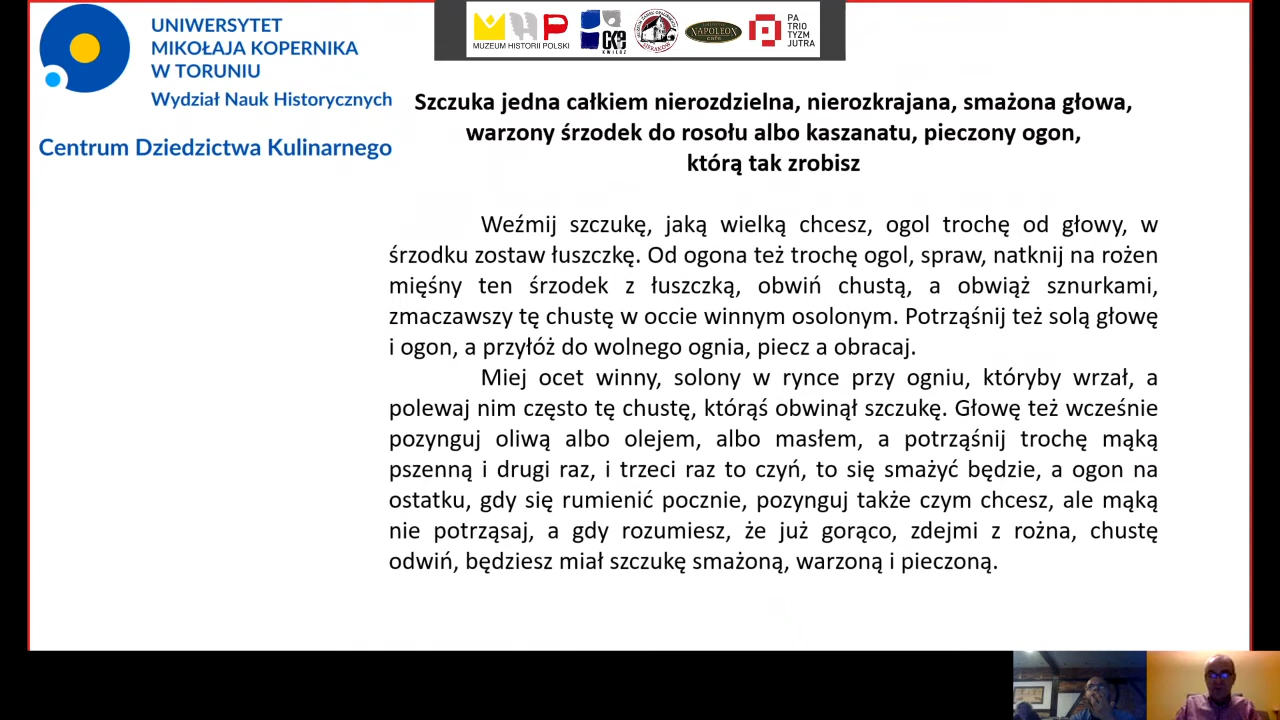 UNIWERSYTET
MIKOŁAJA KOPERNIKA
W TORUNIU
Wydział Nauk Historycznych
Centrum Dziedzictwa Kulinarnego
MUZEUM HISTORII POLSKI
CKE
KWILCZ
SIERAKÓW
NAPOLEON
café
PA
TRIO
TYZM
JUTRA
Szczuka jedna całkiem nierozdzielna, nierozkrajana, smażona głowa,
warzony śrzodek do rosołu albo kaszanatu, pieczony ogon,
którą tak zrobisz
Weźmij szczukę, jaką wielką chcesz, ogol trochę od głowy, w
śrzodku zostaw łuszczkę. Od ogona też trochę ogol, spraw, natknij na rożen
mięśny ten śrzodek z łuszczką, obwiń chustą, a obwiąż sznurkami,
zmaczawszy tę chustę w occie winnym osolonym. Potrząśnij też solą głowę
i ogon, a przyłóż do wolnego ognia, piecz a obracaj.
Miej ocet winny, solony w rynce przy ogniu, któryby wrzał, a
polewaj nim często tę chustę, którąś obwinął szczukę. Głowę też wcześnie
pozynguj oliwą albo olejem, albo masłem, a potrząśnij trochę mąką
pszenną i drugi raz, i trzeci raz to czyń, to się smażyć będzie, a ogon na
ostatku, gdy się rumienić pocznie, pozynguj także czym chcesz, ale mąką
nie potrząsaj, a gdy rozumiesz, że już gorąco, zdejmi z rożna, chustę
odwiń, będziesz miał szczukę smażoną, warzoną i pieczoną.